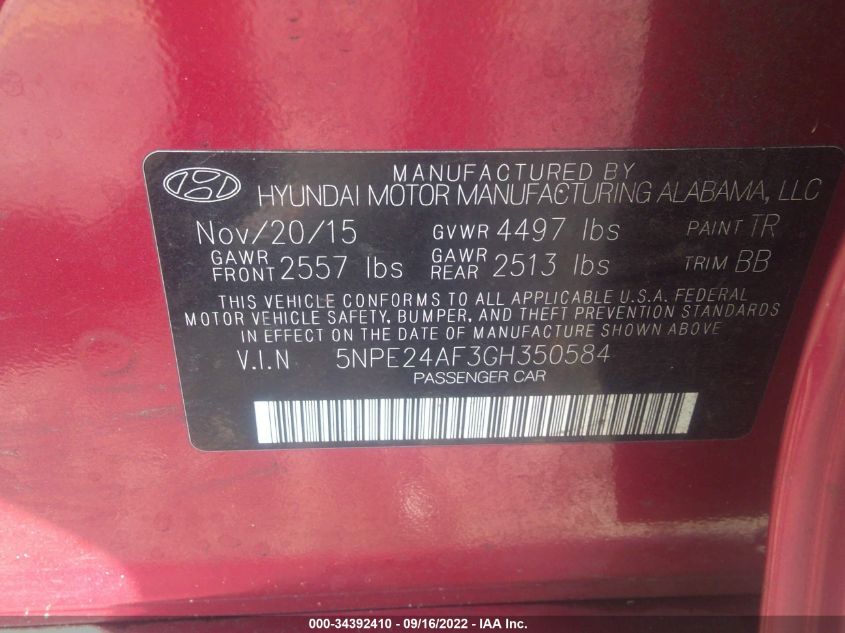 MANUFACTURED BY
HYUNDAI MOTOR MANUFACTURING ALABAMA, LLC
Nov/20/15 GVWR 4497 lbs PAINT TR
GAWR FRONT 2557 lbs GAWR REAR 2513 lbs TRIM BB
THIS VEHICLE CONFORMS TO ALL APPLICABLE U.S.A. FEDERAL
MOTOR VEHICLE SAFETY, BUMPER, AND THEFT PREVENTION STANDARDS
IN EFFECT ON THE DATE OF MANUFACTURE SHOWN ABOVE
V.I.N 5NPE24AF3GH350584
PASSENGER CAR
000-34392410 - 09/16/2022 - IAA Inc.